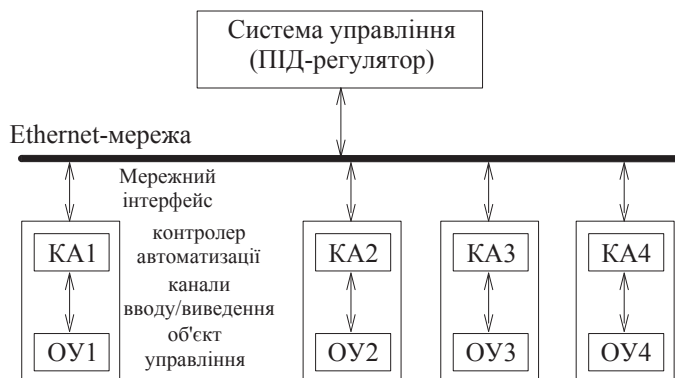 Система управління
(ПІД-регулятор)
Ethernet-мережа
Мережний
інтерфейс
контролер
автоматизації
канали
вводу/виведення
об'єкт
управління
КА1
КА2
КА3
КА4
ОУ1
ОУ2
ОУ3
ОУ4